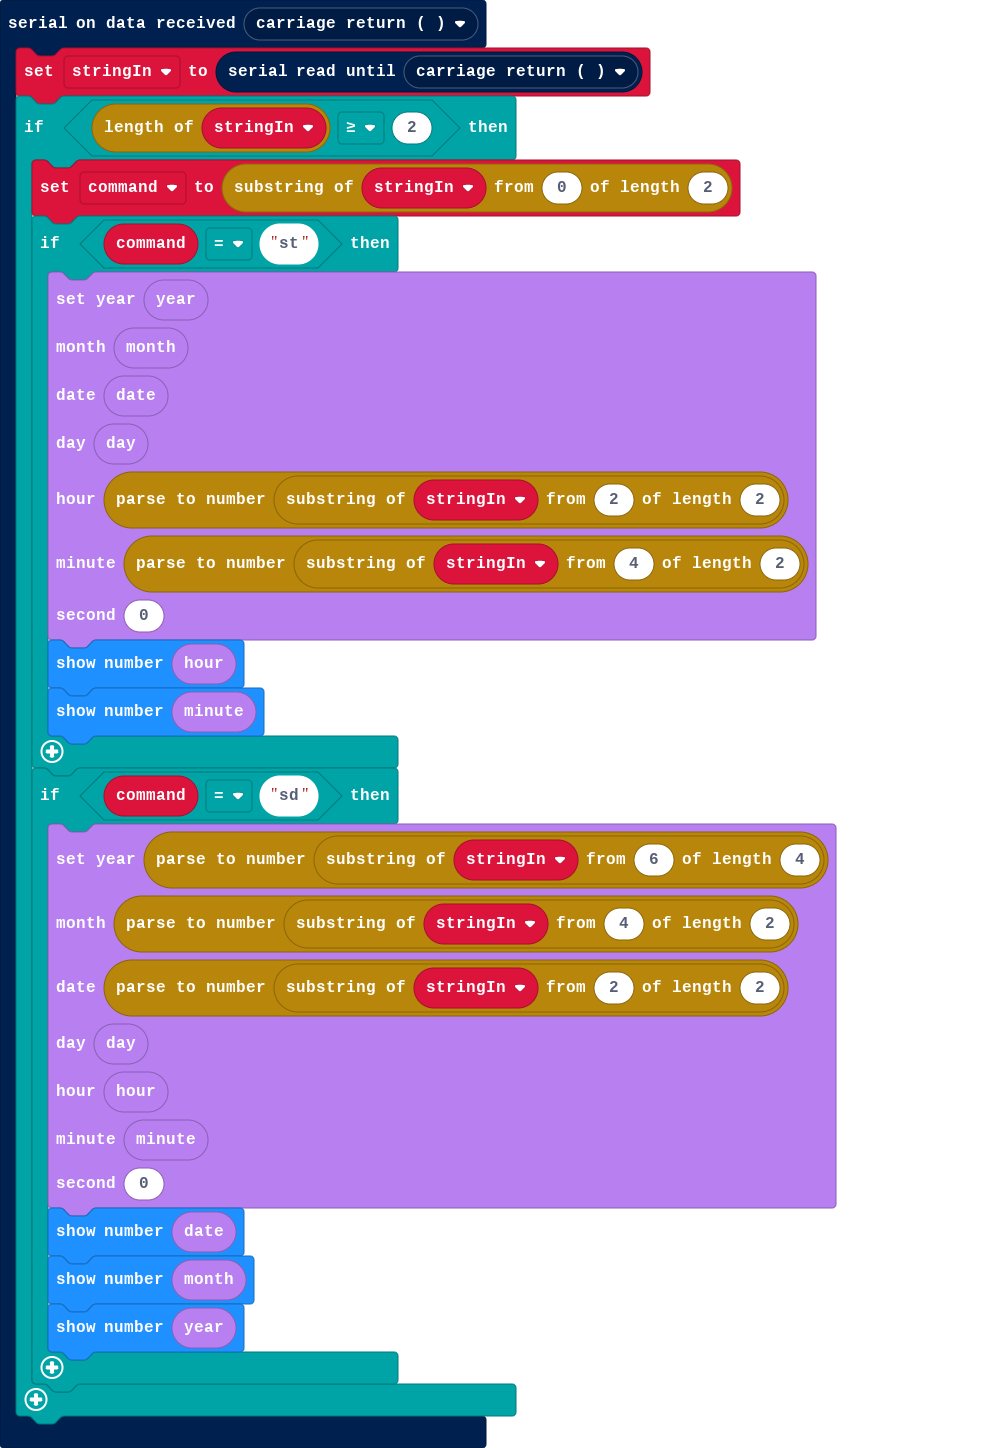 serial on data received carriage return ( )
set stringIn to serial read until carriage return ( )
if length of stringIn ≥ 2 then
set command to substring of stringIn from 0 of length 2
if command = "st" then
set year year
month month
date date
day day
hour parse to number substring of stringIn from 2 of length 2
minute parse to number substring of stringIn from 4 of length 2
second 0
show number hour
show number minute
if command = "sd" then
set year parse to number substring of stringIn from 6 of length 4
month parse to number substring of stringIn from 4 of length 2
date parse to number substring of stringIn from 2 of length 2
day day
hour hour
minute minute
second 0
show number date
show number month
show number year